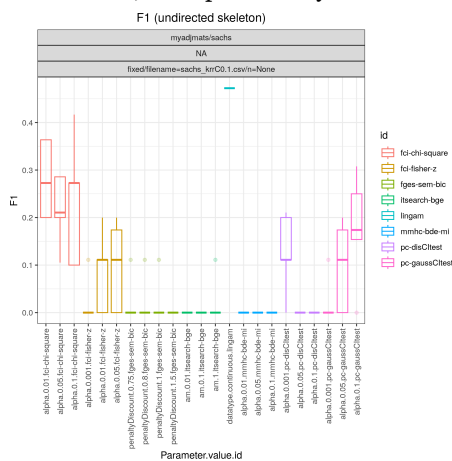 F1 (undirected skeleton)
myadjmats/sachs
NA
fixed/filename=sachs_krrC0.1.csv/n=None
F1
0.4
0.3
0.2
0.1
0.0
id
fci-chi-square
fci-fisher-z
fges-sem-bic
itsearch-bge
lingam
mmhc-bde-mi
pc-disCItest
pc-gaussCItest
alpha.0.01.fci-chi-square
alpha.0.05.fci-chi-square
alpha.0.1.fci-chi-square
alpha.0.001.fci-fisher-z
alpha.0.01.fci-fisher-z
alpha.0.05.fci-fisher-z
penaltyDiscount.0.75.fges-sem-bic
penaltyDiscount.0.8.fges-sem-bic
penaltyDiscount.1.fges-sem-bic
penaltyDiscount.1.5.fges-sem-bic
am.0.01.itsearch-bge
am.0.1.itsearch-bge
am.1.itsearch-bge
datatype.continuous.lingam
alpha.0.01.mmhc-bde-mi
alpha.0.05.mmhc-bde-mi
alpha.0.1.mmhc-bde-mi
alpha.0.001.pc-disCItest
alpha.0.05.pc-disCItest
alpha.0.1.pc-disCItest
alpha.0.001.pc-gaussCItest
alpha.0.05.pc-gaussCItest
alpha.0.1.pc-gaussCItest
Parameter.value.id